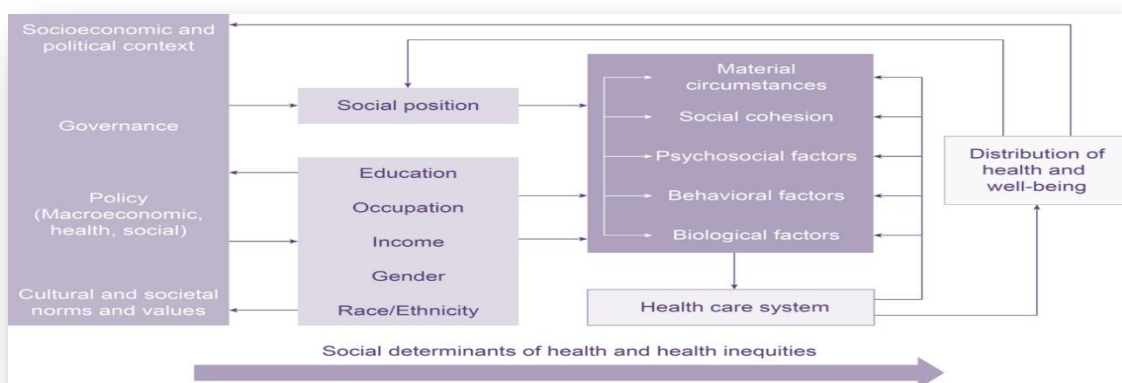 Socioeconomic and
political context
Governance
Policy
(Macroeconomic,
health, social)
Cultural and societal
norms and values
Social position
Education
Occupation
Income
Gender
Race/Ethnicity
Material
circumstances
Social cohesion
Psychosocial factors
Behavioral factors
Biological factors
Health care system
Distribution of
health and
well-being
Social determinants of health and health inequities